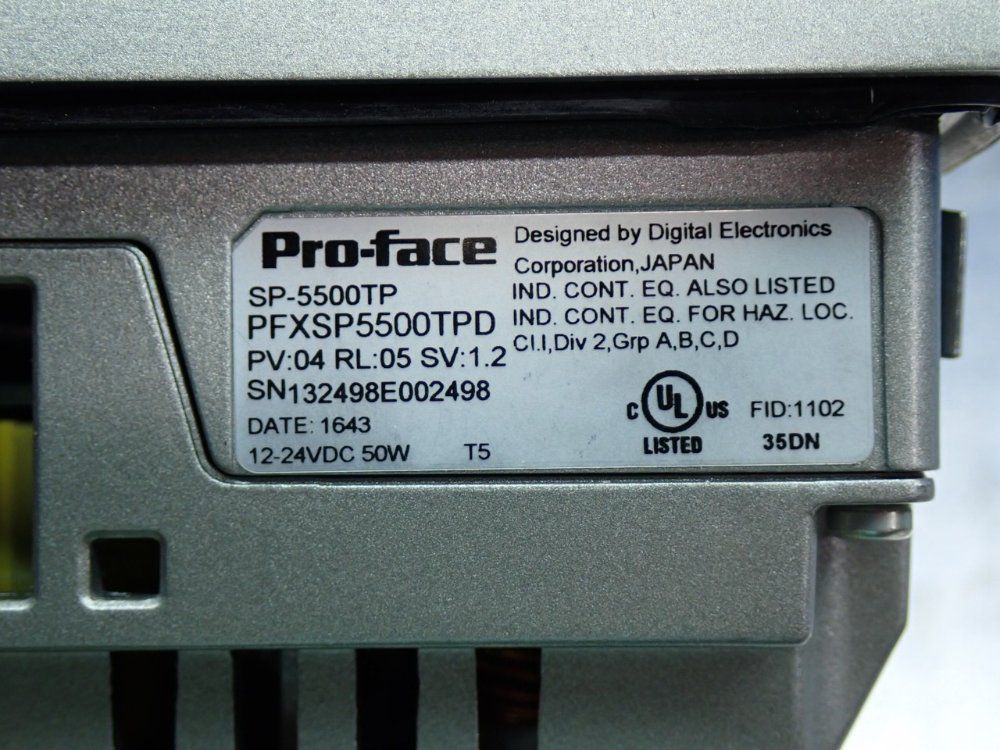 Pro-face
SP-5500TP
PFXSP5500TPD
PV:04 RL:05 SV:1.2
SN132498E002498
DATE: 1643
12-24VDC 50W T5
Designed by Digital Electronics
Corporation,JAPAN
IND. CONT. EQ. ALSO LISTED
IND. CONT. EQ. FOR HAZ. LOC.
Cl.I,Div 2,Grp A,B,C,D
C UL US
LISTED
FID:1102
35DN